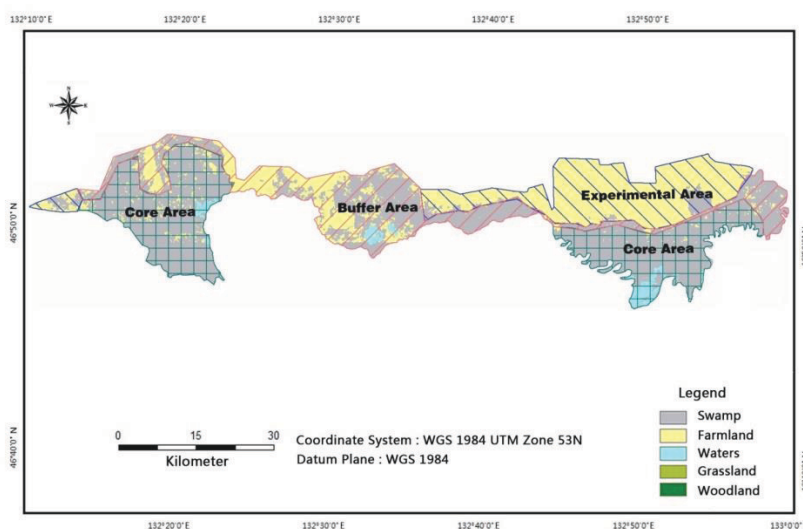 132°10'0" E 132°20'0" E 132°30'0" E 132°40'0" E 132°50'0" E
46°50'0" N
Core Area
Buffer Area
Experimental Area
Core Area
Legend
Swamp
Farmland
Waters
Grassland
Woodland
46°40'0" N
0 15 30
Kilometer
Coordinate System : WGS 1984 UTM Zone 53N
Datum Plane : WGS 1984
132°20'0" E 132°30'0" E 132°40'0" E 132°50'0" E 133°0'0" E